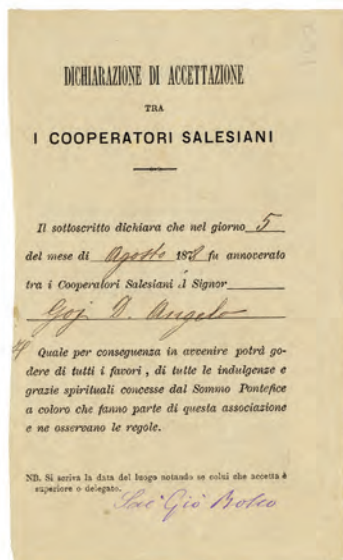 DICHIARAZIONE DI ACCETTAZIONE
TRA
I COOPERATORI SALESIANI
Il sottoscritto dichiara che nel giorno 5
del mese di Agosto 187 fu annoverato
tra i Cooperatori Salesiani il Signor
Goj D. Angelo
Il Quale per conseguenza in avvenire potrà go-
dere di tutti i favori, di tutte le indulgenze e
grazie spirituali concesse dal Sommo Pontefice
a coloro che fanno parte di questa associazione
e ne osservano le regole.
NB. Si scriva la data del luogo notando se colui che accetta è
superiore o delegato.
Sac Gio Bosco